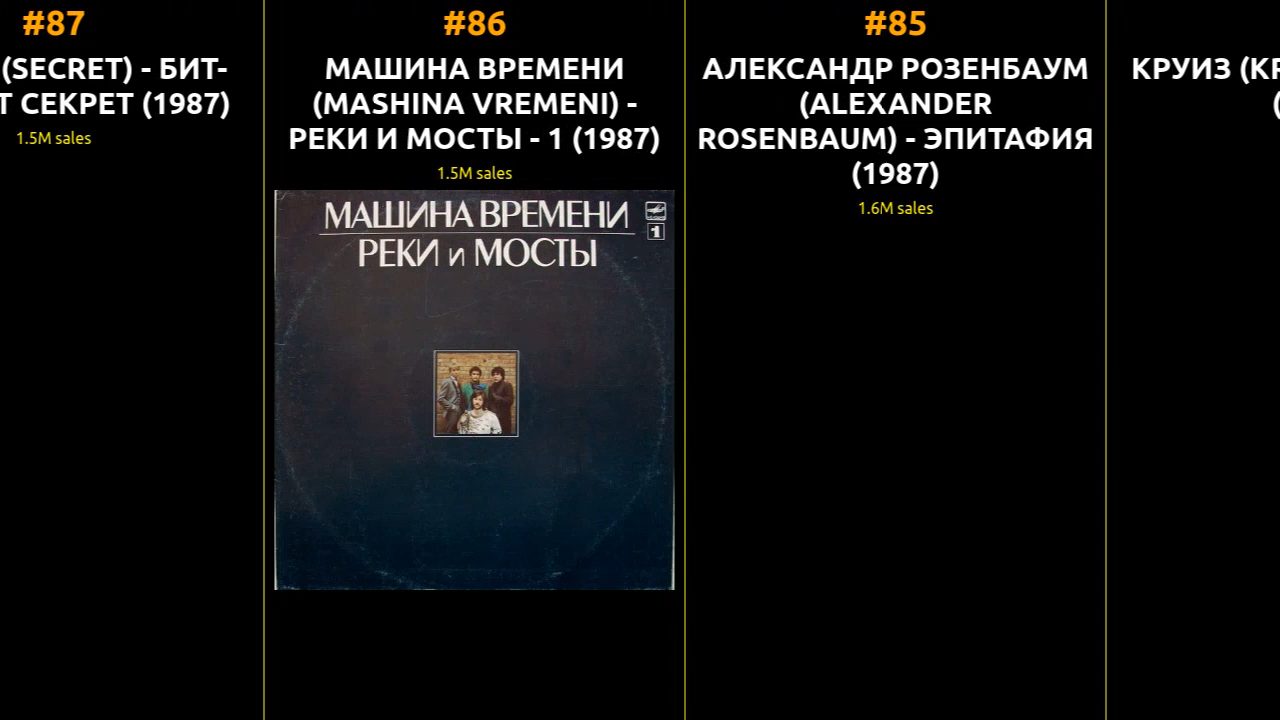 #87
(SECRET) - БИТ-
Т СЕКРЕТ (1987)
1.5M sales
#86
МАШИНА ВРЕМЕНИ
(MASHINA VREMENI) -
РЕКИ И МОСТЫ - 1 (1987)
1.5M sales
МАШИНА ВРЕМЕНИ
РЕКИ и МОСТЫ
1
#85
АЛЕКСАНДР РОЗЕНБАУМ
(ALEXANDER
ROSENBAUM) - ЭПИТАФИЯ
(1987)
1.6M sales
КРУИЗ (КР
(